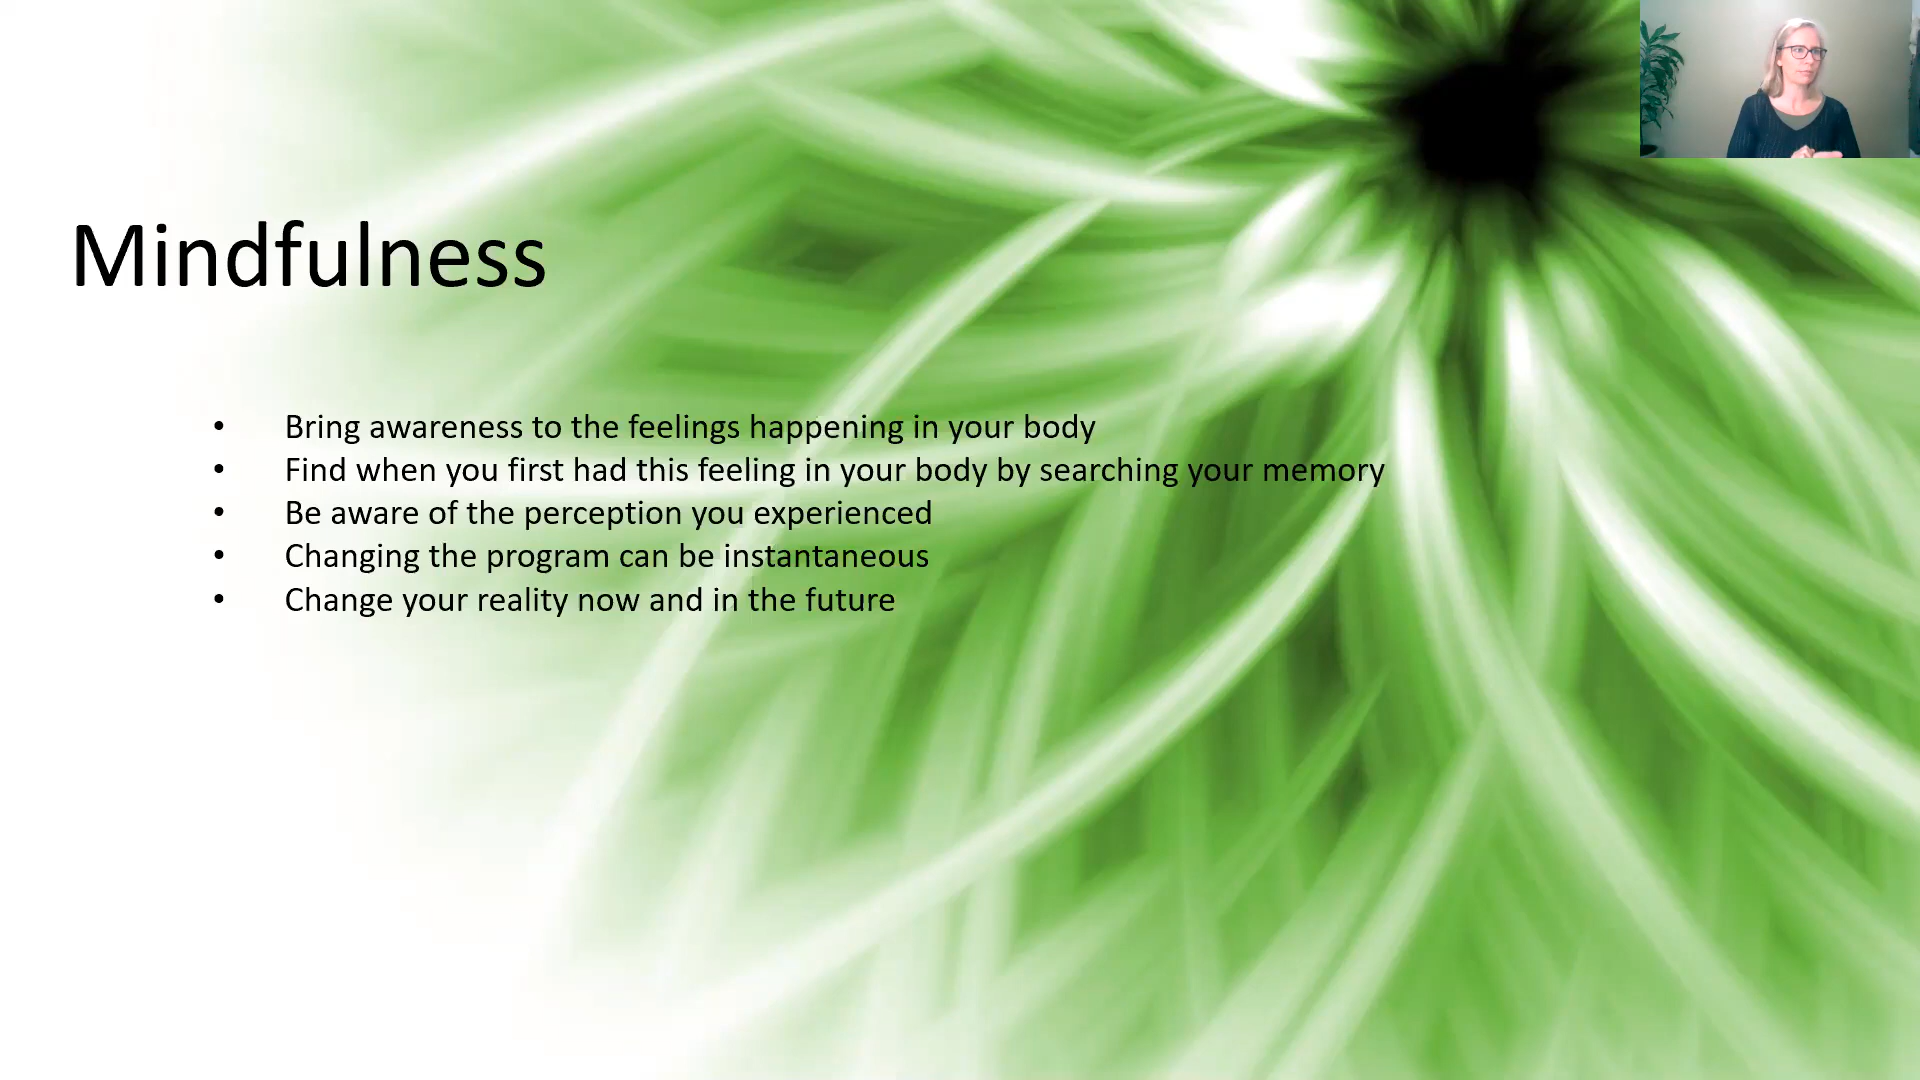 Mindfulness
• Bring awareness to the feelings happening in your body
• Find when you first had this feeling in your body by searching your memory
• Be aware of the perception you experienced
• Changing the program can be instantaneous
• Change your reality now and in the future